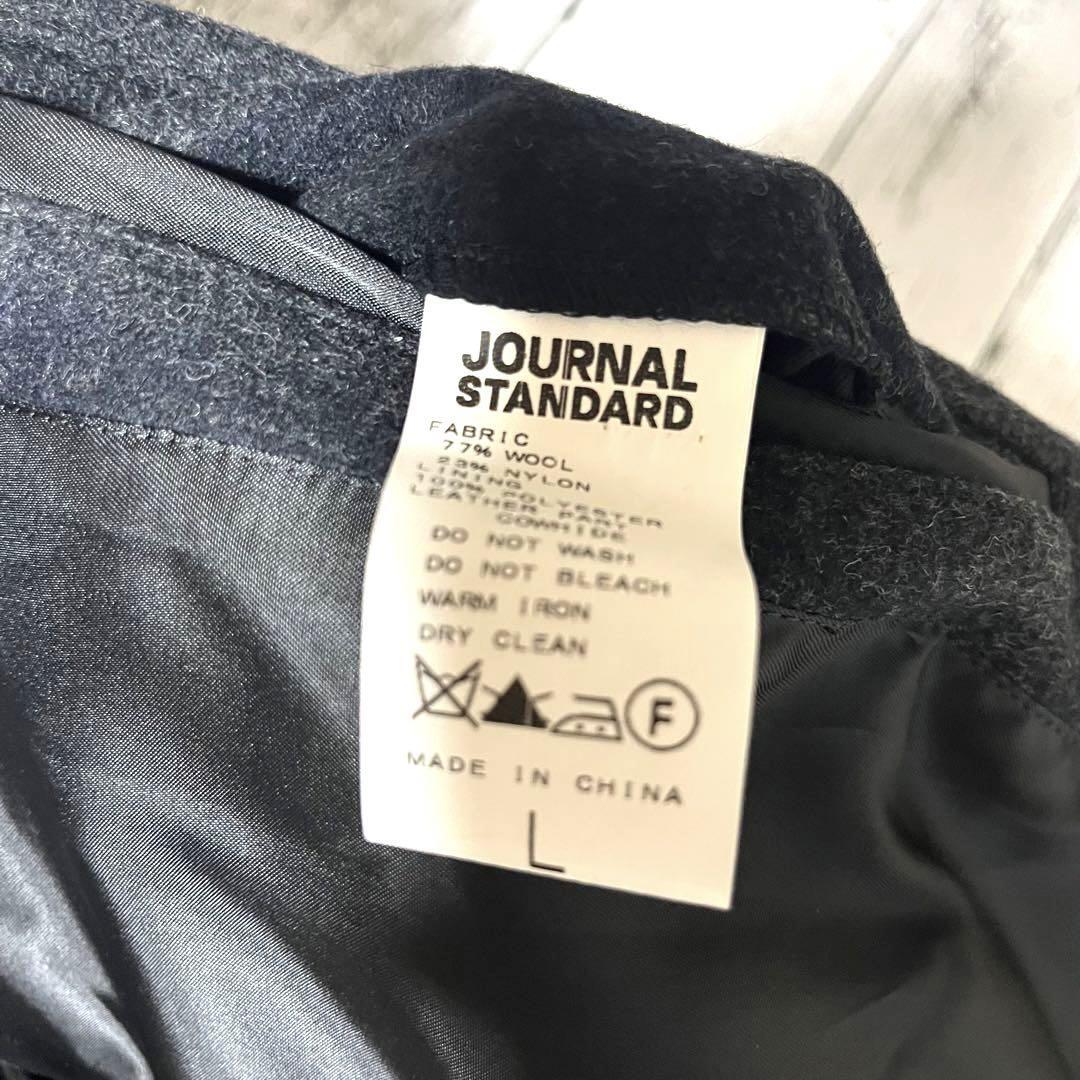 JOURNAL
STANDARD
FABRIC
77% WOOL
23% NYLON
LINING
100% POLYESTER
LEATHER PART
COWHIDE
DO NOT WASH
DO NOT BLEACH
WARM IRON
DRY CLEAN
F
MADE IN CHINA
L